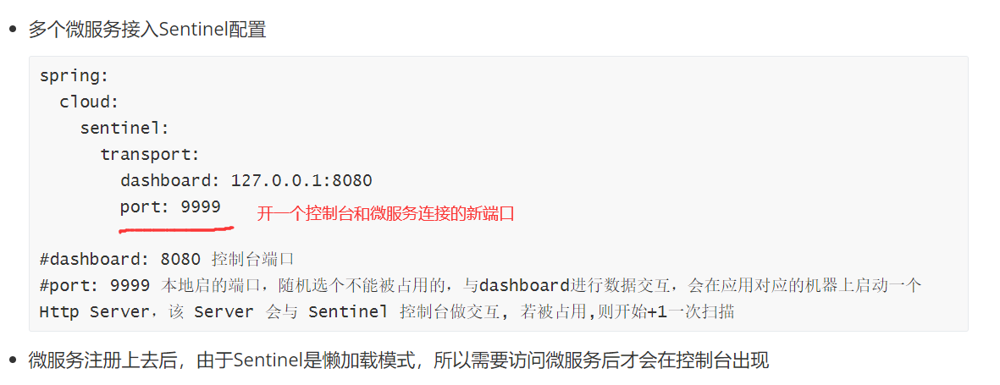 多个微服务接入Sentinel配置
spring:
  cloud:
    sentinel:
      transport:
        dashboard: 127.0.0.1:8080
        port: 9999 开一个控制台和微服务连接的新端口
#dashboard: 8080 控制台端口
#port: 9999 本地启的端口，随机选个不能被占用的，与dashboard进行数据交互，会在应用对应的机器上启动一个
Http Server，该 Server 会与 Sentinel 控制台做交互, 若被占用,则开始+1一次扫描
微服务注册上去后，由于Sentinel是懒加载模式，所以需要访问微服务后才会在控制台出现